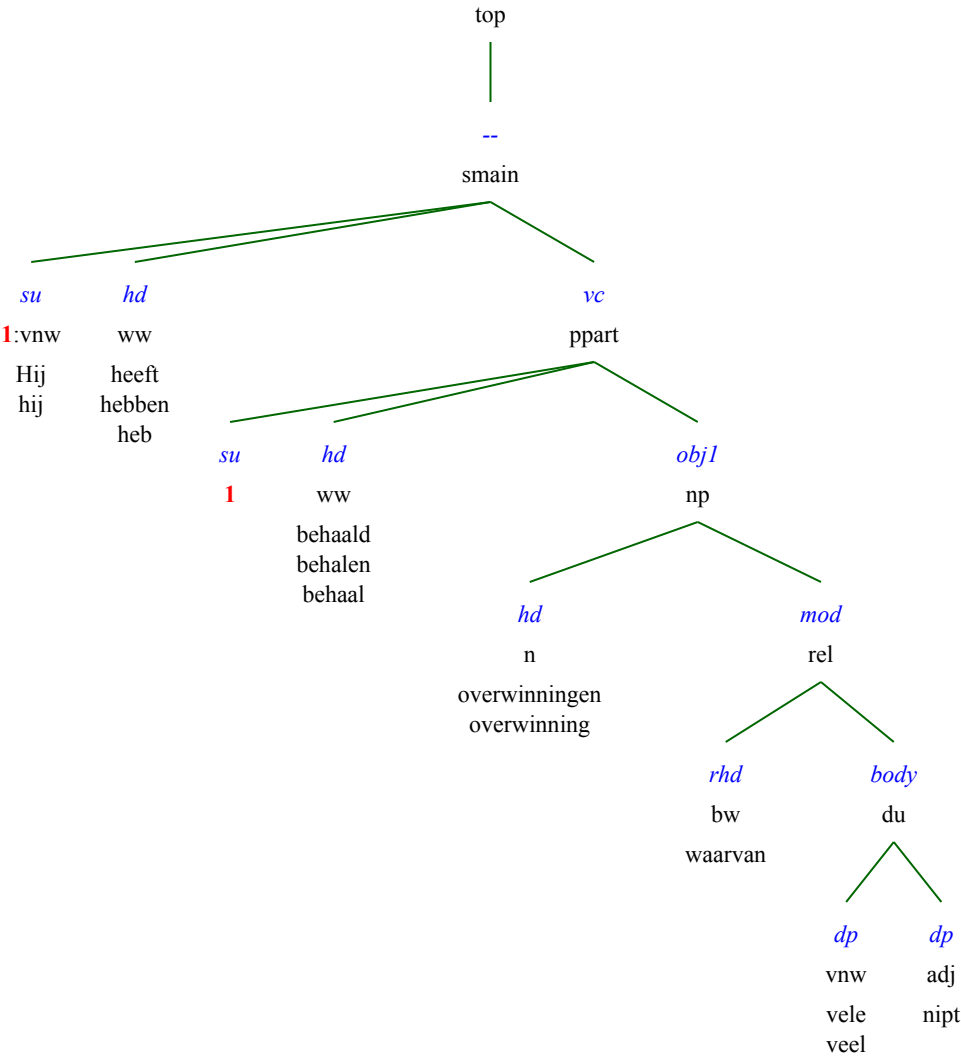 top
--
smain
su hd vc
1:vnw ww ppart
Hij heeft
hij hebben
heb
su hd obj1
1 ww np
behaald
behalen
behaal
hd mod
n rel
overwinningen
overwinning
rhd body
bw du
waarvan
dp dp
vnw adj
vele nipt
veel